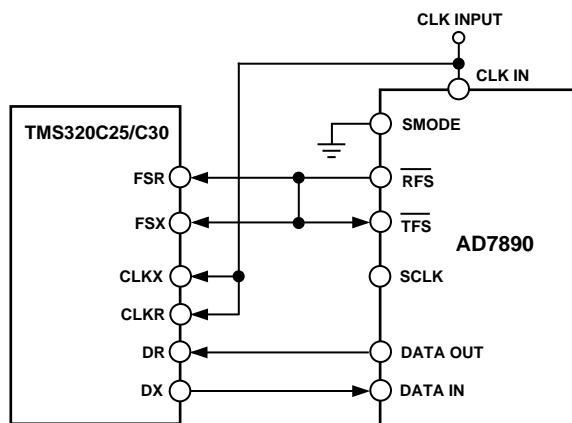 CLK INPUT
CLK IN
TMS320C25/C30
SMODE
FSR
RFS
FSX
TFS
AD7890
CLKX
SCLK
CLKR
DR
DATA OUT
DX
DATA IN